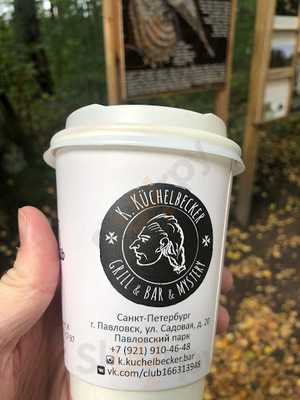 K. KÜCHELBECKER
GRILL & BAR & MYSTERY
Санкт-Петербург
г. Павловск, ул. Садовая, д. 20
Павловский парк
+7 (921) 910-46-48
k.kuchelbecker.bar
vk.com/club166313948